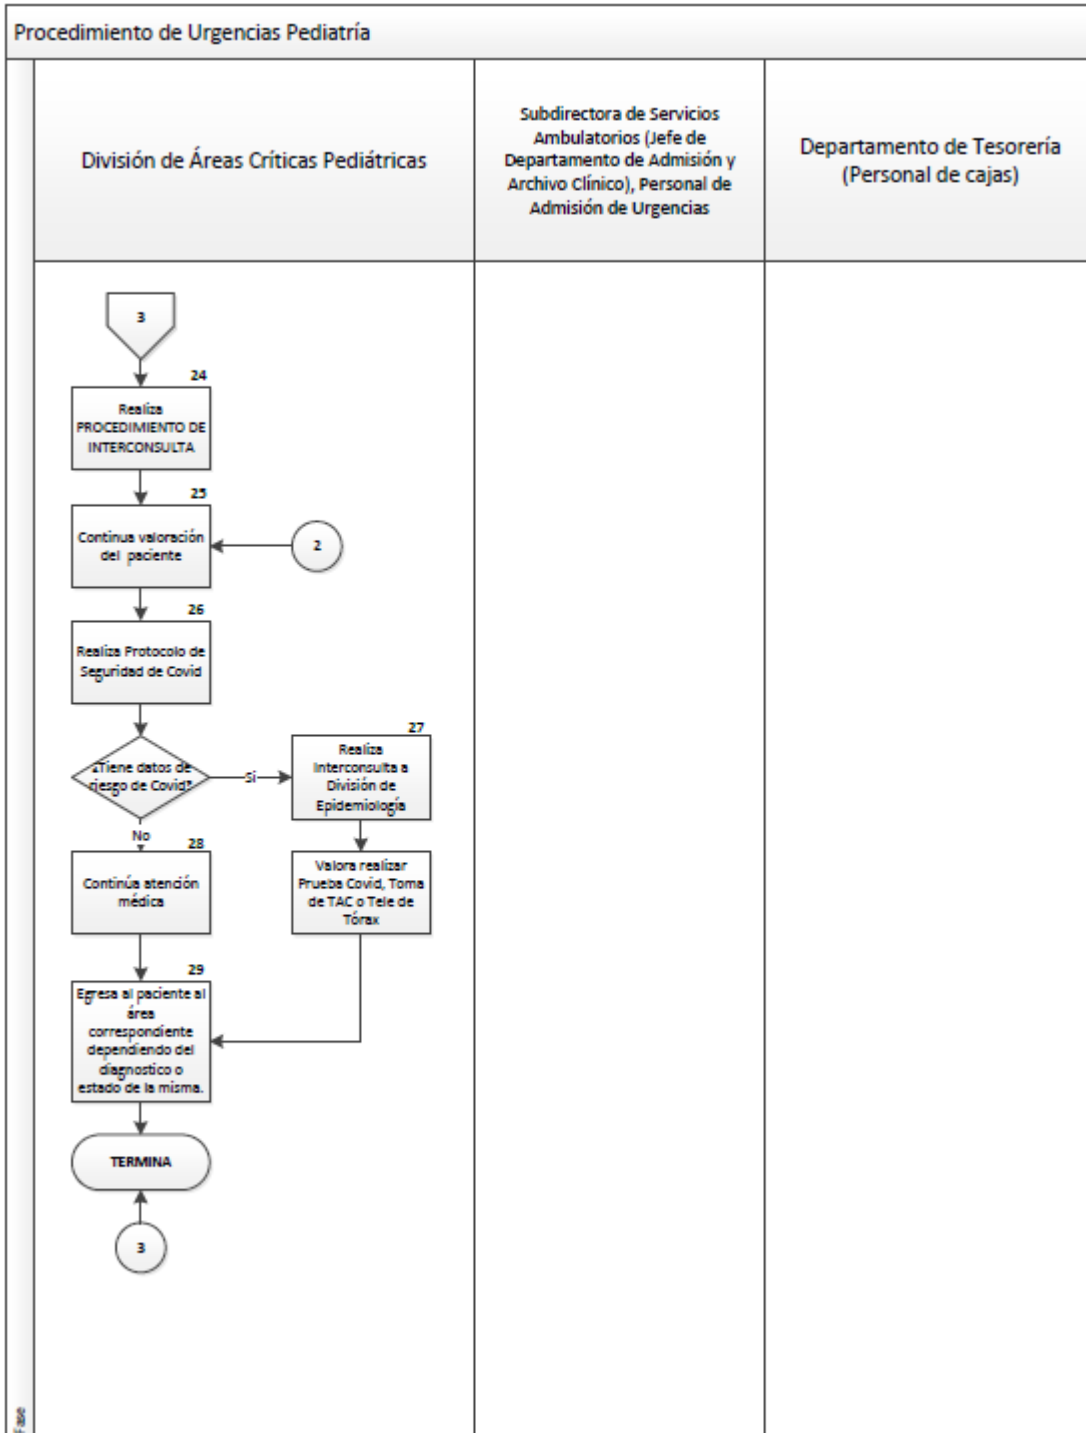 Procedimiento de Urgencias Pediatría
División de Áreas Críticas Pediátricas
Subdirectora de Servicios
Ambulatorios (Jefe de
Departamento de Admisión y
Archivo Clínico), Personal de
Admisión de Urgencias
Departamento de Tesorería
(Personal de cajas)
3
24
Realiza
PROCEDIMIENTO DE
INTERCONSULTA
25
Continua valoración
del paciente
2
26
Realiza Protocolo de
Seguridad de Covid
¿Tiene datos de
riesgo de Covid?
Si
27
Realiza
Interconsulta a
División de
Epidemiología
No
28
Continúa atención
médica
Valora realizar
Prueba Covid, Toma
de TAC o Tele de
Tórax
29
Egresa al paciente al
área
correspondiente
dependiendo del
diagnostico o
estado de la misma.
TERMINA
3
Fase